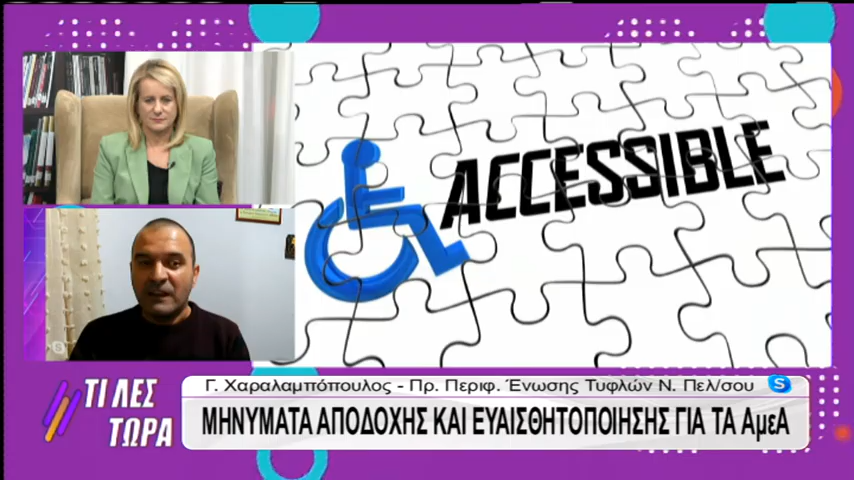 ACCESSIBLE
Γ. Χαραλαμπόπουλος - Πρ. Περιφ. Ένωσης Τυφλών Ν. Πελ/σου
ΤΙ ΛΕΣ
ΤΩΡΑ
ΜΗΝΥΜΑΤΑ ΑΠΟΔΟΧΗΣ ΚΑΙ ΕΥΑΙΣΘΗΤΟΠΟΙΗΣΗΣ ΓΙΑ ΤΑ ΑμεΑ